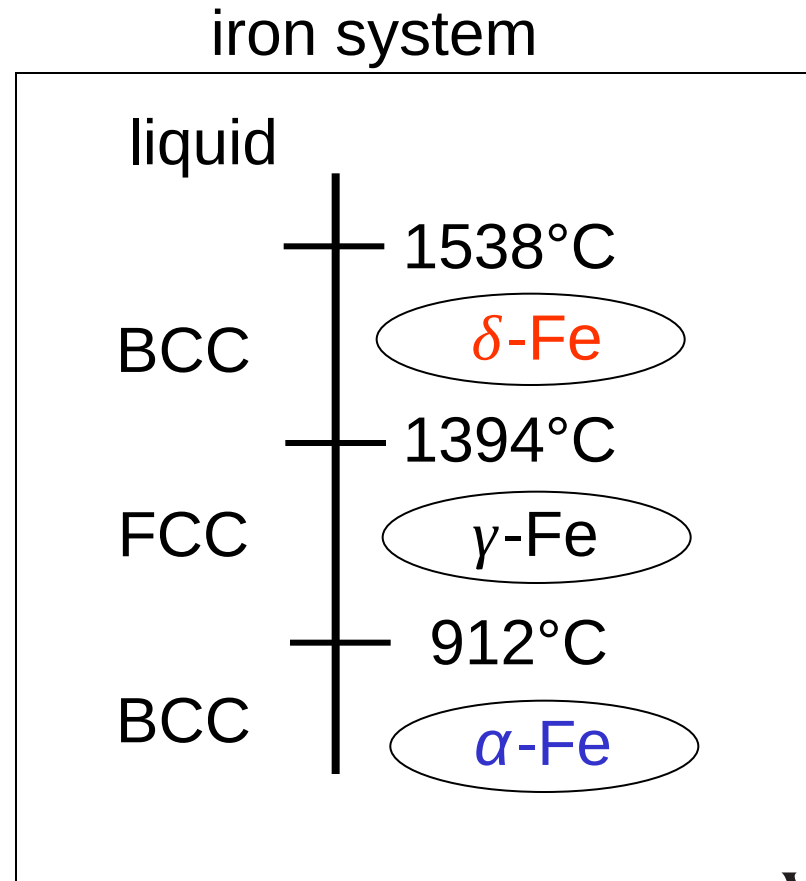 iron system
liquid
1538°C
BCC
δ-Fe
1394°C
FCC
γ-Fe
912°C
BCC
α-Fe